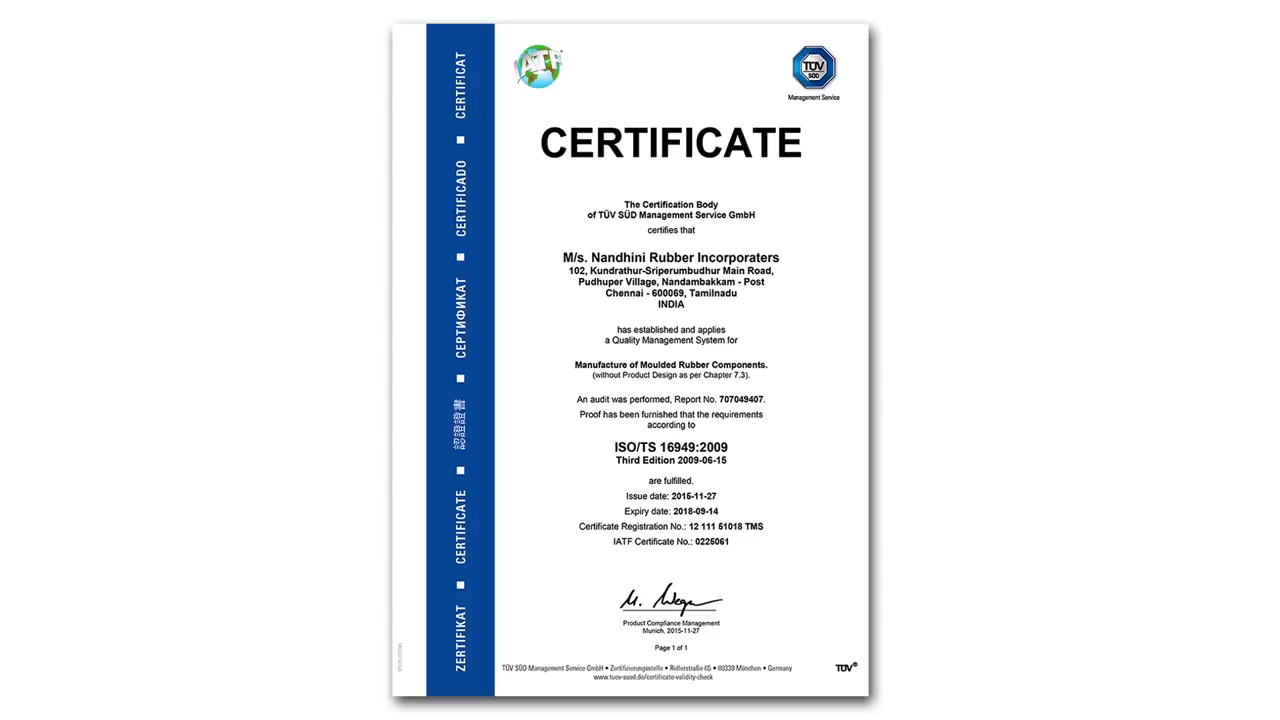 IATF
TÜV
SÜD
Management Service
CERTIFICATE
The Certification Body
of TÜV SÜD Management Service GmbH
certifies that
M/s. Nandhini Rubber Incorporaters
102, Kundrathur-Sriperumbudhur Main Road,
Pudhuper Village, Nandambakkam - Post
Chennai - 600069, Tamilnadu
INDIA
has established and applies
a Quality Management System for
Manufacture of Moulded Rubber Components.
(without Product Design as per Chapter 7.3).
An audit was performed, Report No. 707049407.
Proof has been furnished that the requirements
according to
ISO/TS 16949:2009
Third Edition 2009-06-15
are fulfilled.
Issue date: 2015-11-27
Expiry date: 2018-09-14
Certificate Registration No.: 12 111 51018 TMS
IATF Certificate No.: 0225061
M. Wegner
Product Compliance Management
Munich, 2015-11-27
Page 1 of 1
TÜV SÜD Management Service GmbH • Zertifizierungsstelle • Ridlerstraße 65 • 80339 München • Germany
www.tuev-sued.de/certificate-validity-check
TÜV®
ZERTIFIKAT ■ CERTIFICATE ■ 認證證書 ■ СЕРТИФИКАТ ■ CERTIFICADO ■ CERTIFICAT